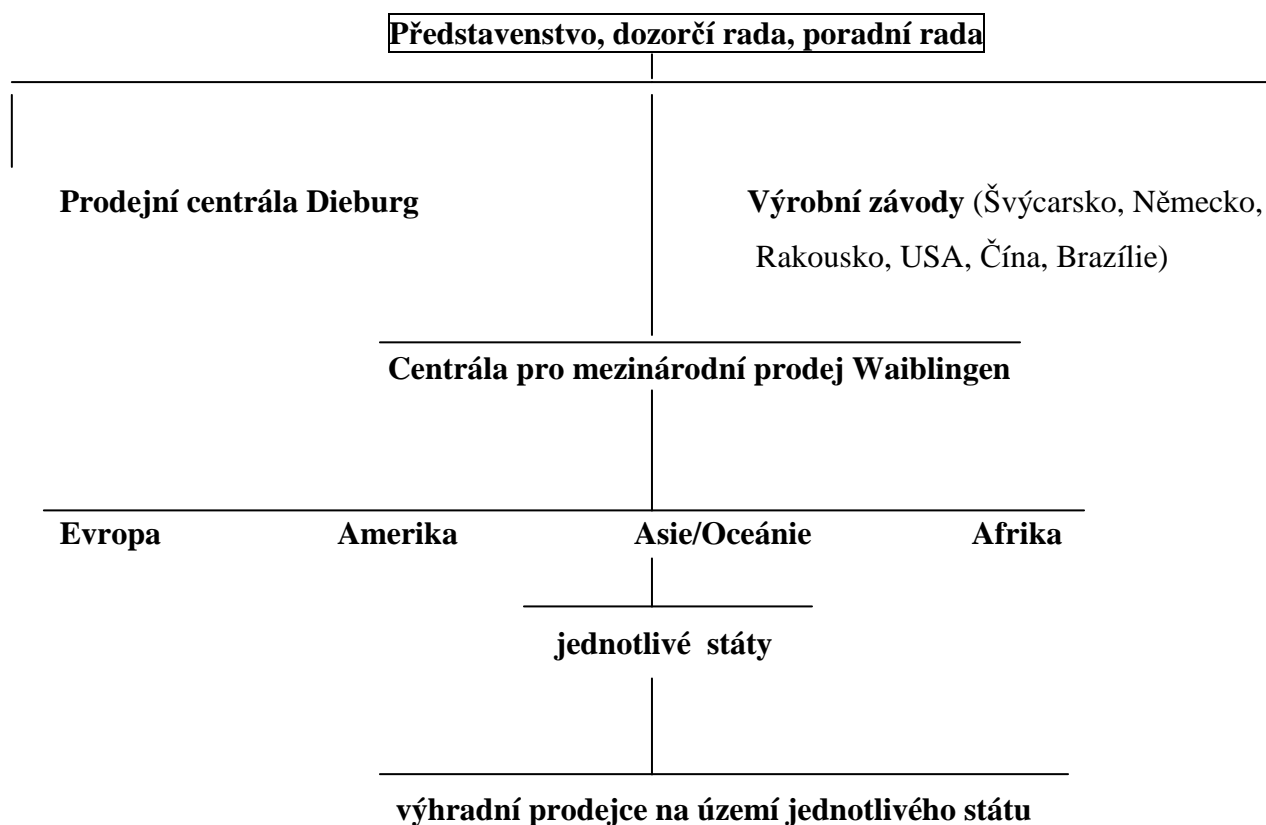 Představenstvo, dozorčí rada, poradní rada
Prodejní centrála Dieburg
Výrobní závody (Švýcarsko, Německo,
Rakousko, USA, Čína, Brazílie)
Centrála pro mezinárodní prodej Waiblingen
Evropa Amerika Asie/Oceánie Afrika
jednotlivé státy
výhradní prodejce na území jednotlivého státu